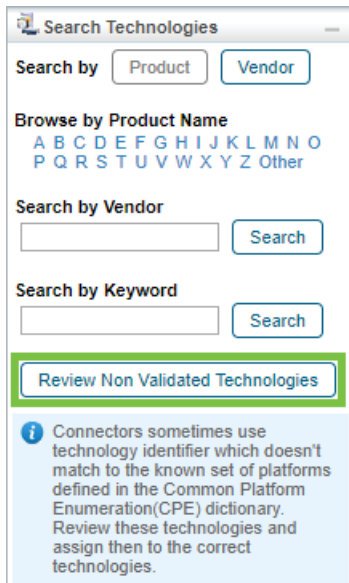 Search Technologies
Search by Product Vendor
Browse by Product Name
A B C D E F G H I J K L M N O
P Q R S T U V W X Y Z Other
Search by Vendor
Search
Search by Keyword
Search
Review Non Validated Technologies
Connectors sometimes use
technology identifier which doesn't
match to the known set of platforms
defined in the Common Platform
Enumeration(CPE) dictionary.
Review these technologies and
assign then to the correct
technologies.